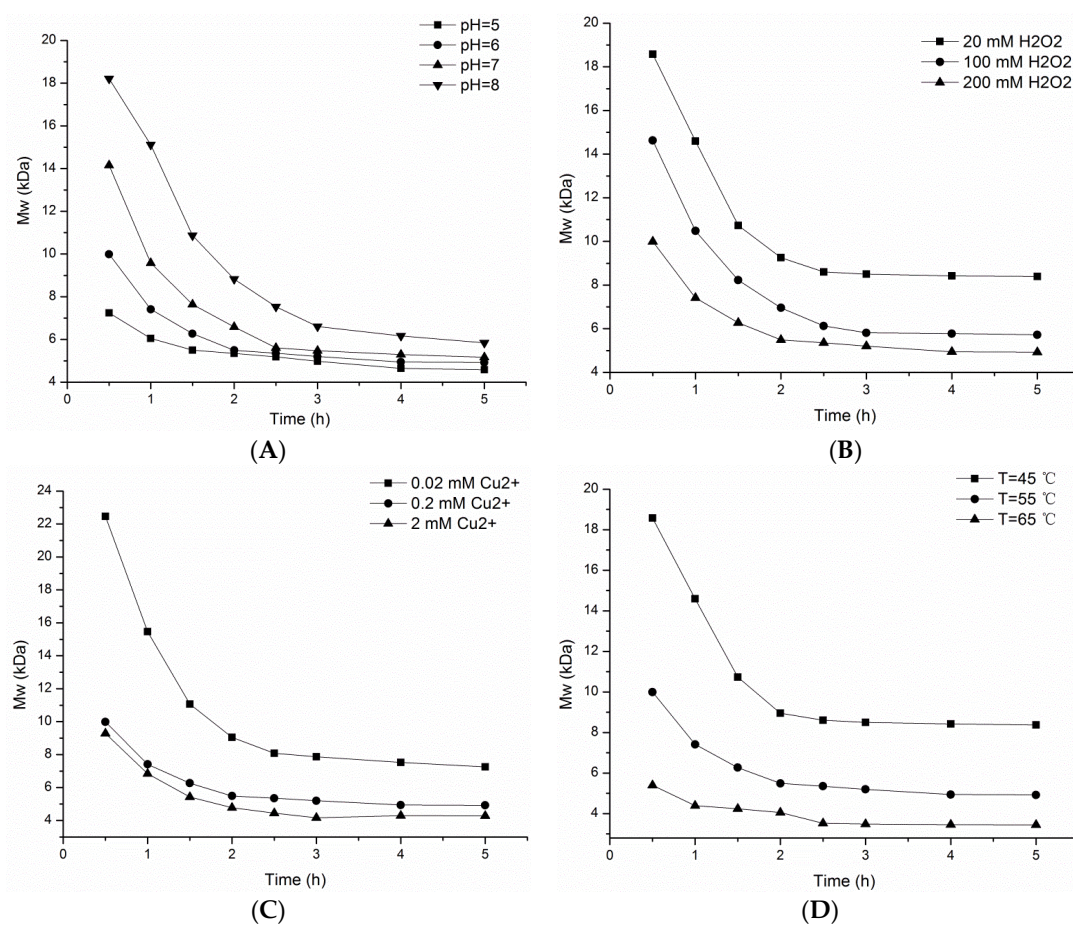 pH=5
pH=6
pH=7
pH=8
20
18
16
14
12
10
8
6
4
Mw (kDa)
0 1 2 3 4 5
Time (h)
(A)
20 mM H2O2
100 mM H2O2
200 mM H2O2
20
18
16
14
12
10
8
6
4
Mw (kDa)
0 1 2 3 4 5
Time (h)
(B)
0.02 mM Cu2+
0.2 mM Cu2+
2 mM Cu2+
24
22
20
18
16
14
12
10
8
6
4
Mw (kDa)
0 1 2 3 4 5
Time (h)
(C)
T=45 ℃
T=55 ℃
T=65 ℃
20
18
16
14
12
10
8
6
4
Mw (kDa)
0 1 2 3 4 5
Time (h)
(D)